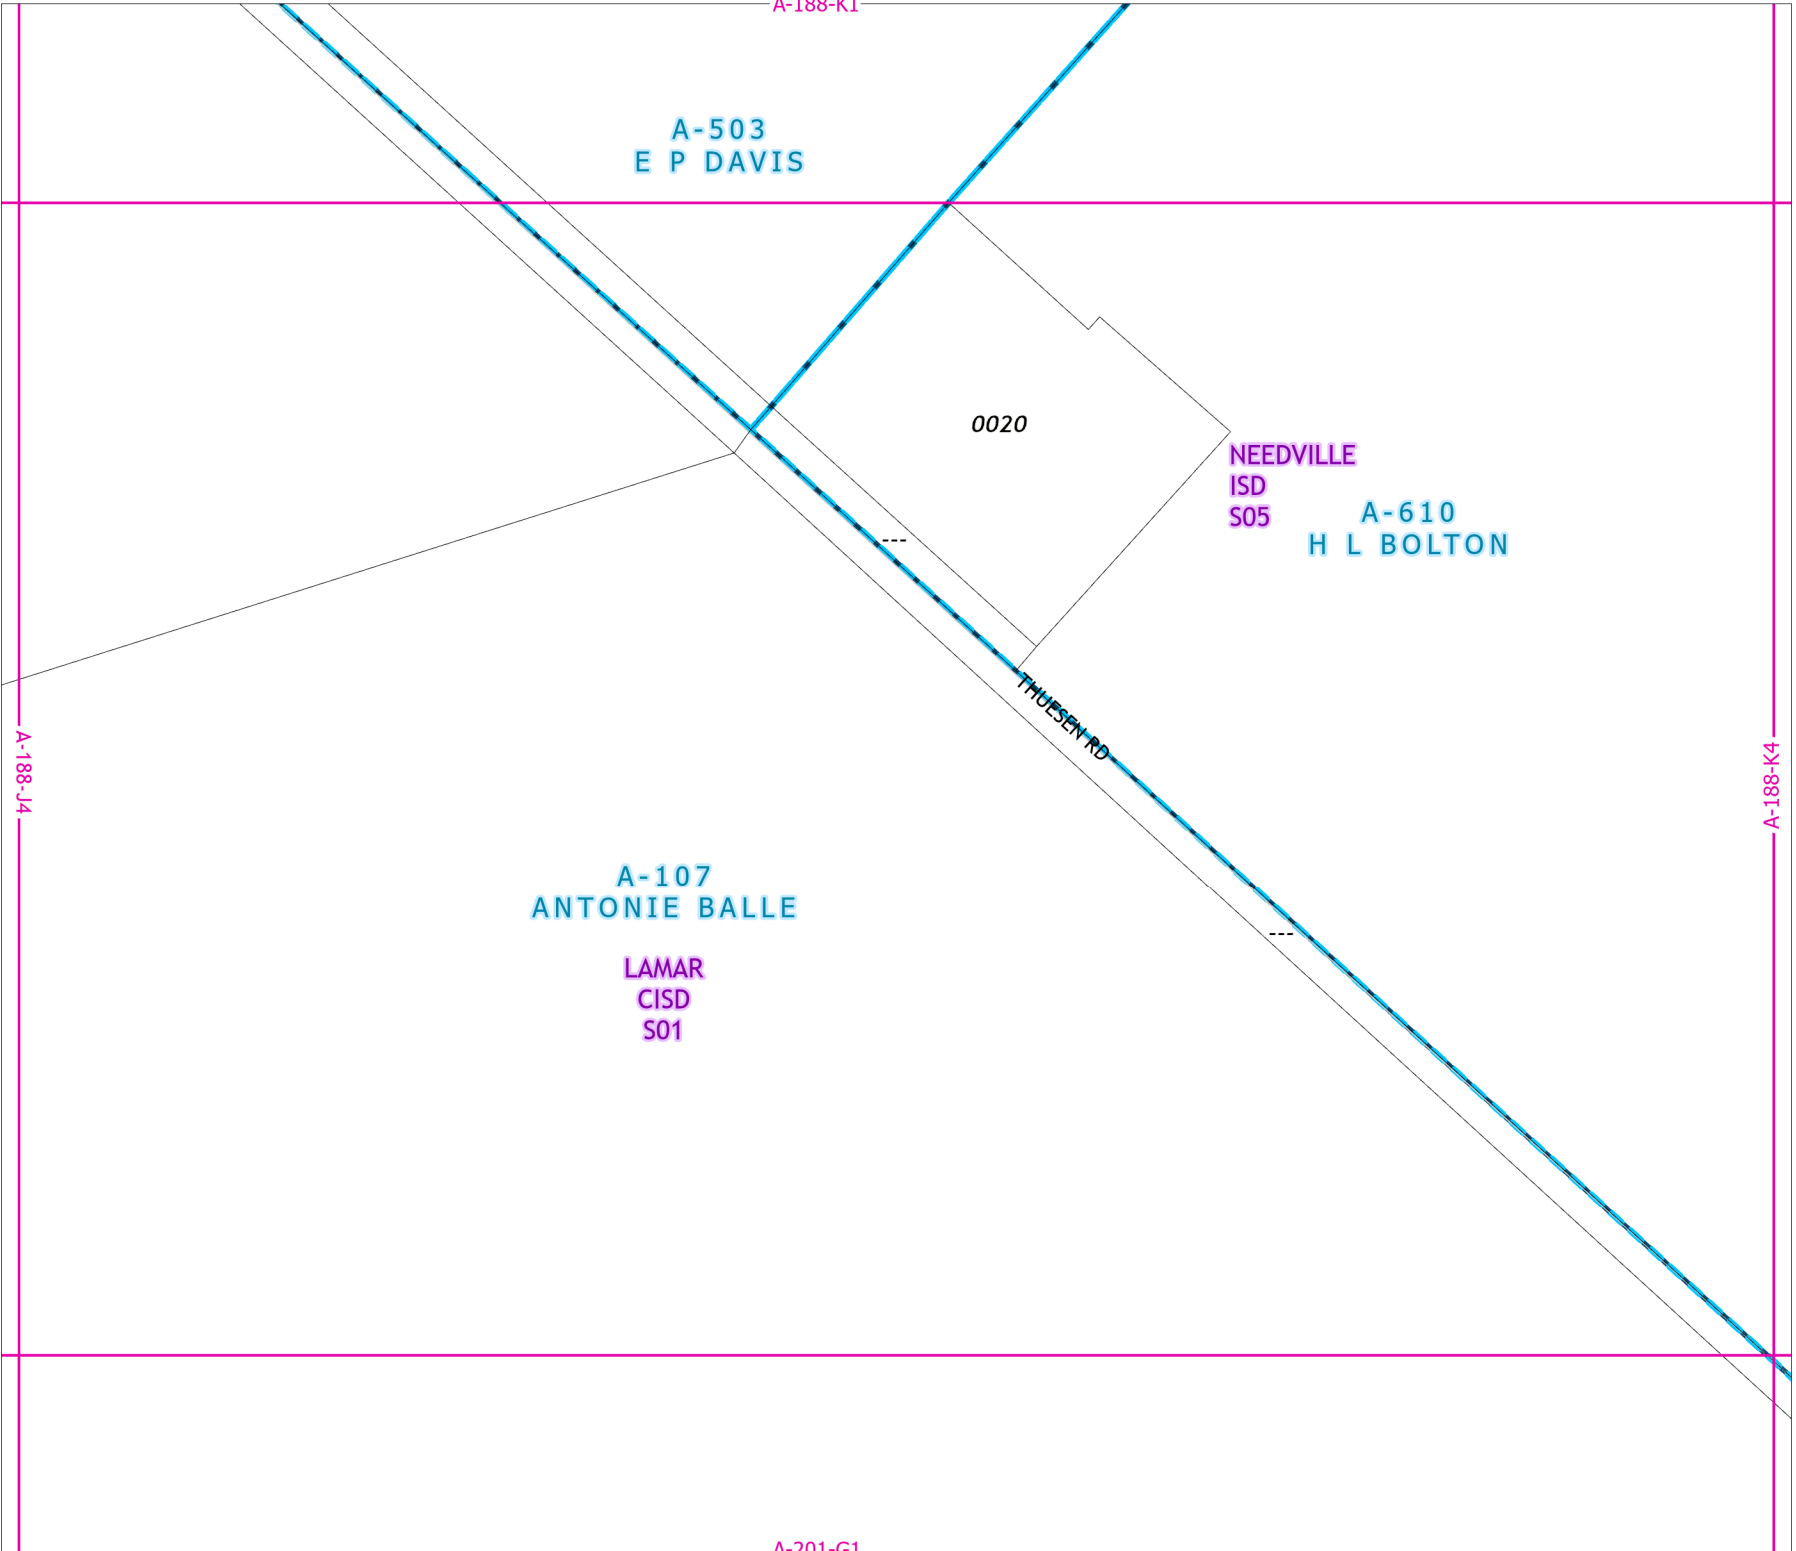 A-188-K1
A-503
E P DAVIS
0020
NEEDVILLE
ISD
S05
A-610
H L BOLTON
---
THUESEN RD
A-188-J4
A-188-K4
A-107
ANTONIE BALLE
---
LAMAR
CISD
S01
A-201-G1